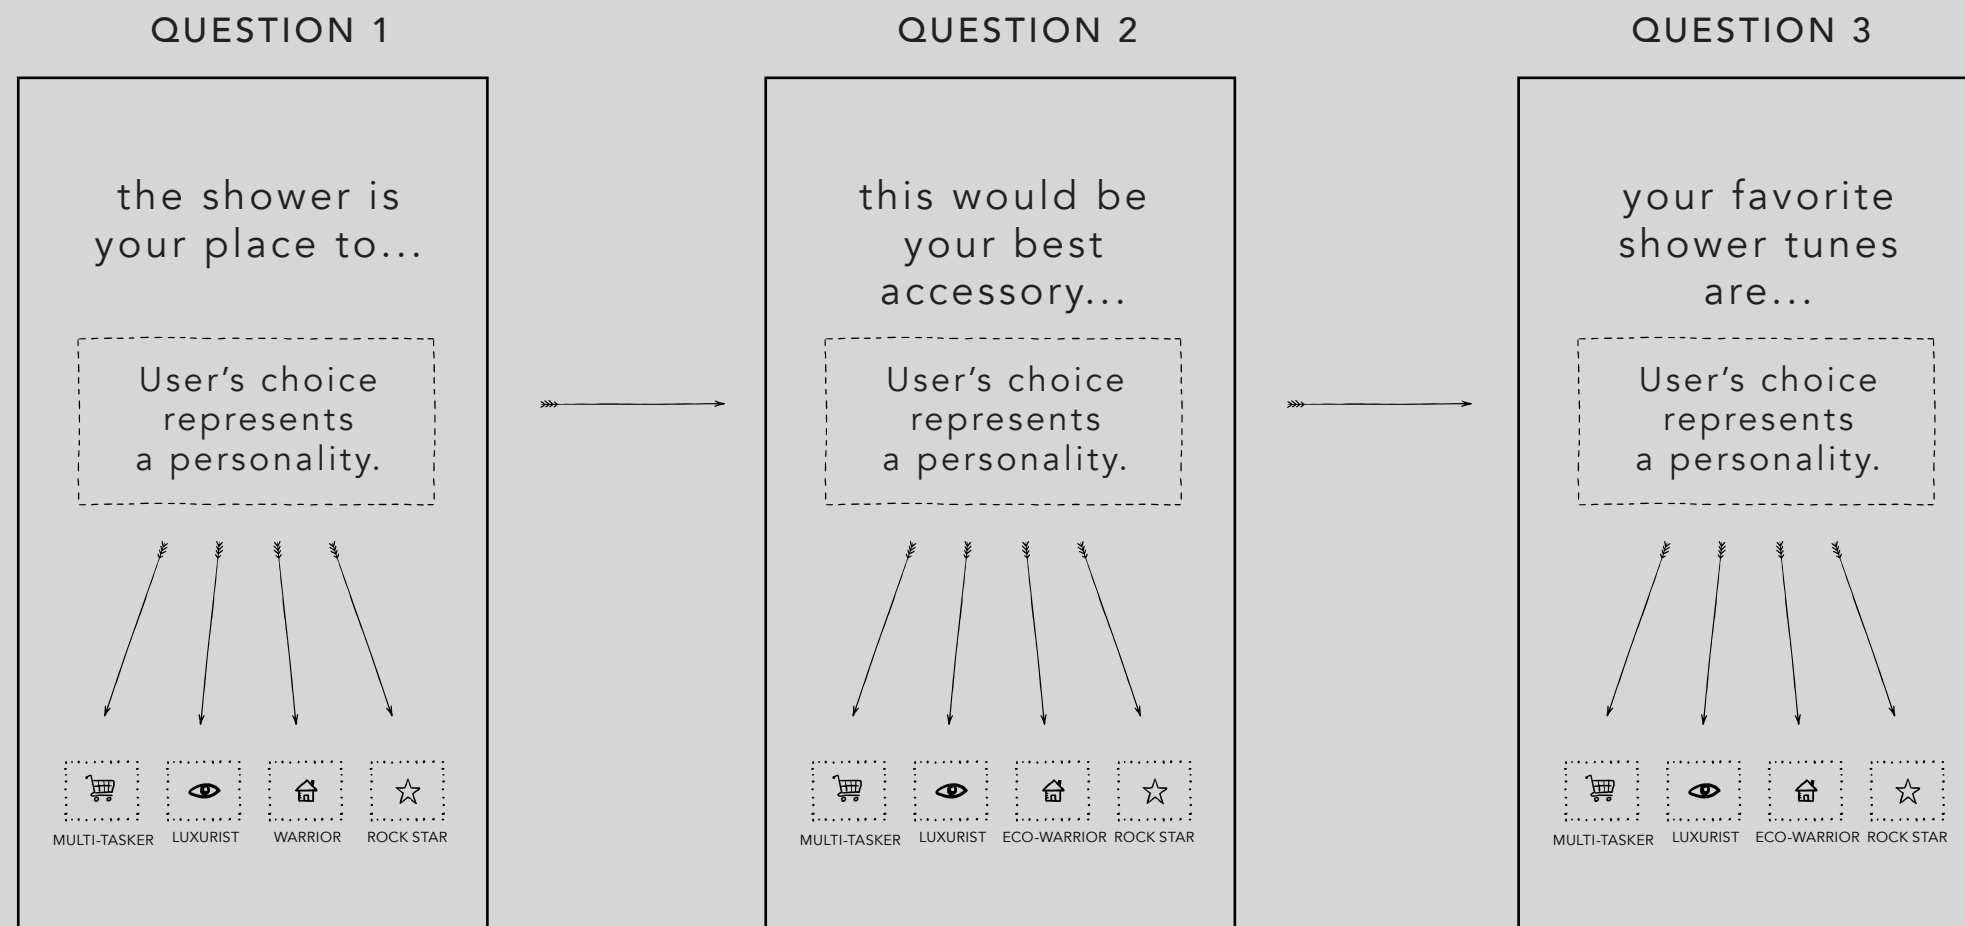 QUESTION 1
the shower is
your place to...
User's choice
represents
a personality.
MULTI-TASKER
LUXURIST
WARRIOR
ROCK STAR
QUESTION 2
this would be
your best
accessory...
User's choice
represents
a personality.
MULTI-TASKER
LUXURIST
ECO-WARRIOR
ROCK STAR
QUESTION 3
your favorite
shower tunes
are...
User's choice
represents
a personality.
MULTI-TASKER
LUXURIST
ECO-WARRIOR
ROCK STAR